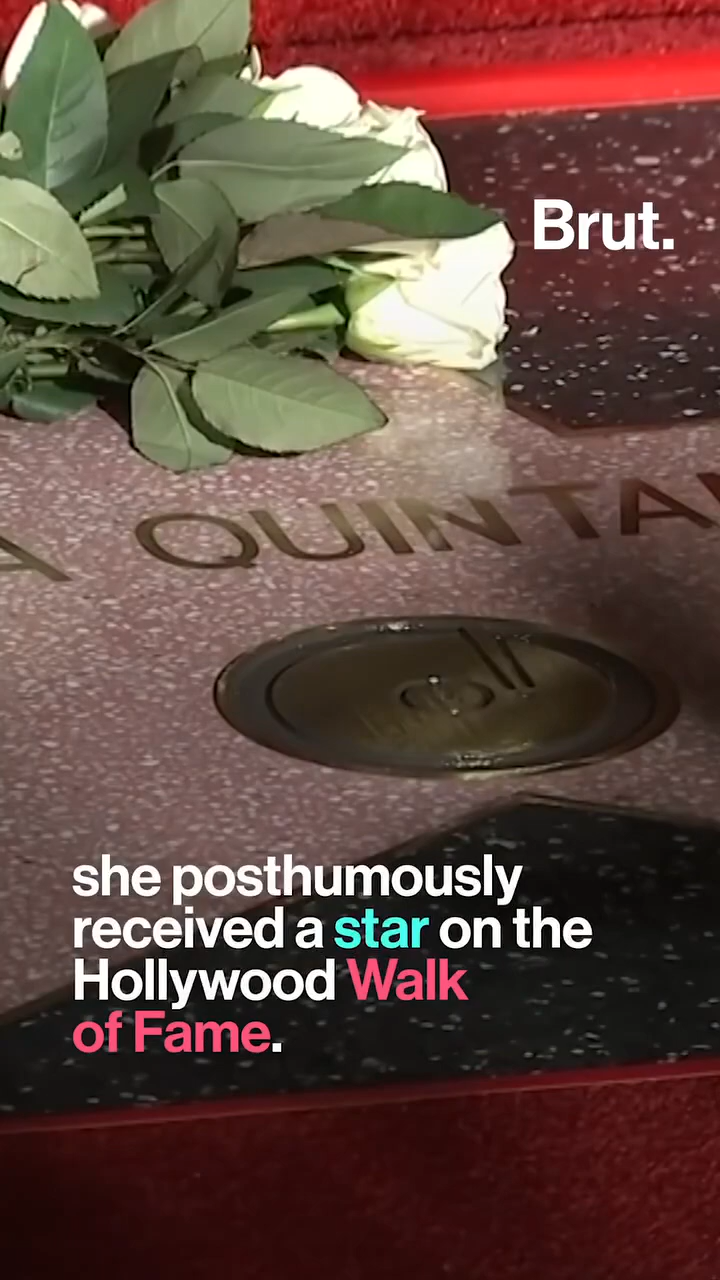 Brut.
A QUINTA
she posthumously
received a star on the
Hollywood Walk
of Fame.